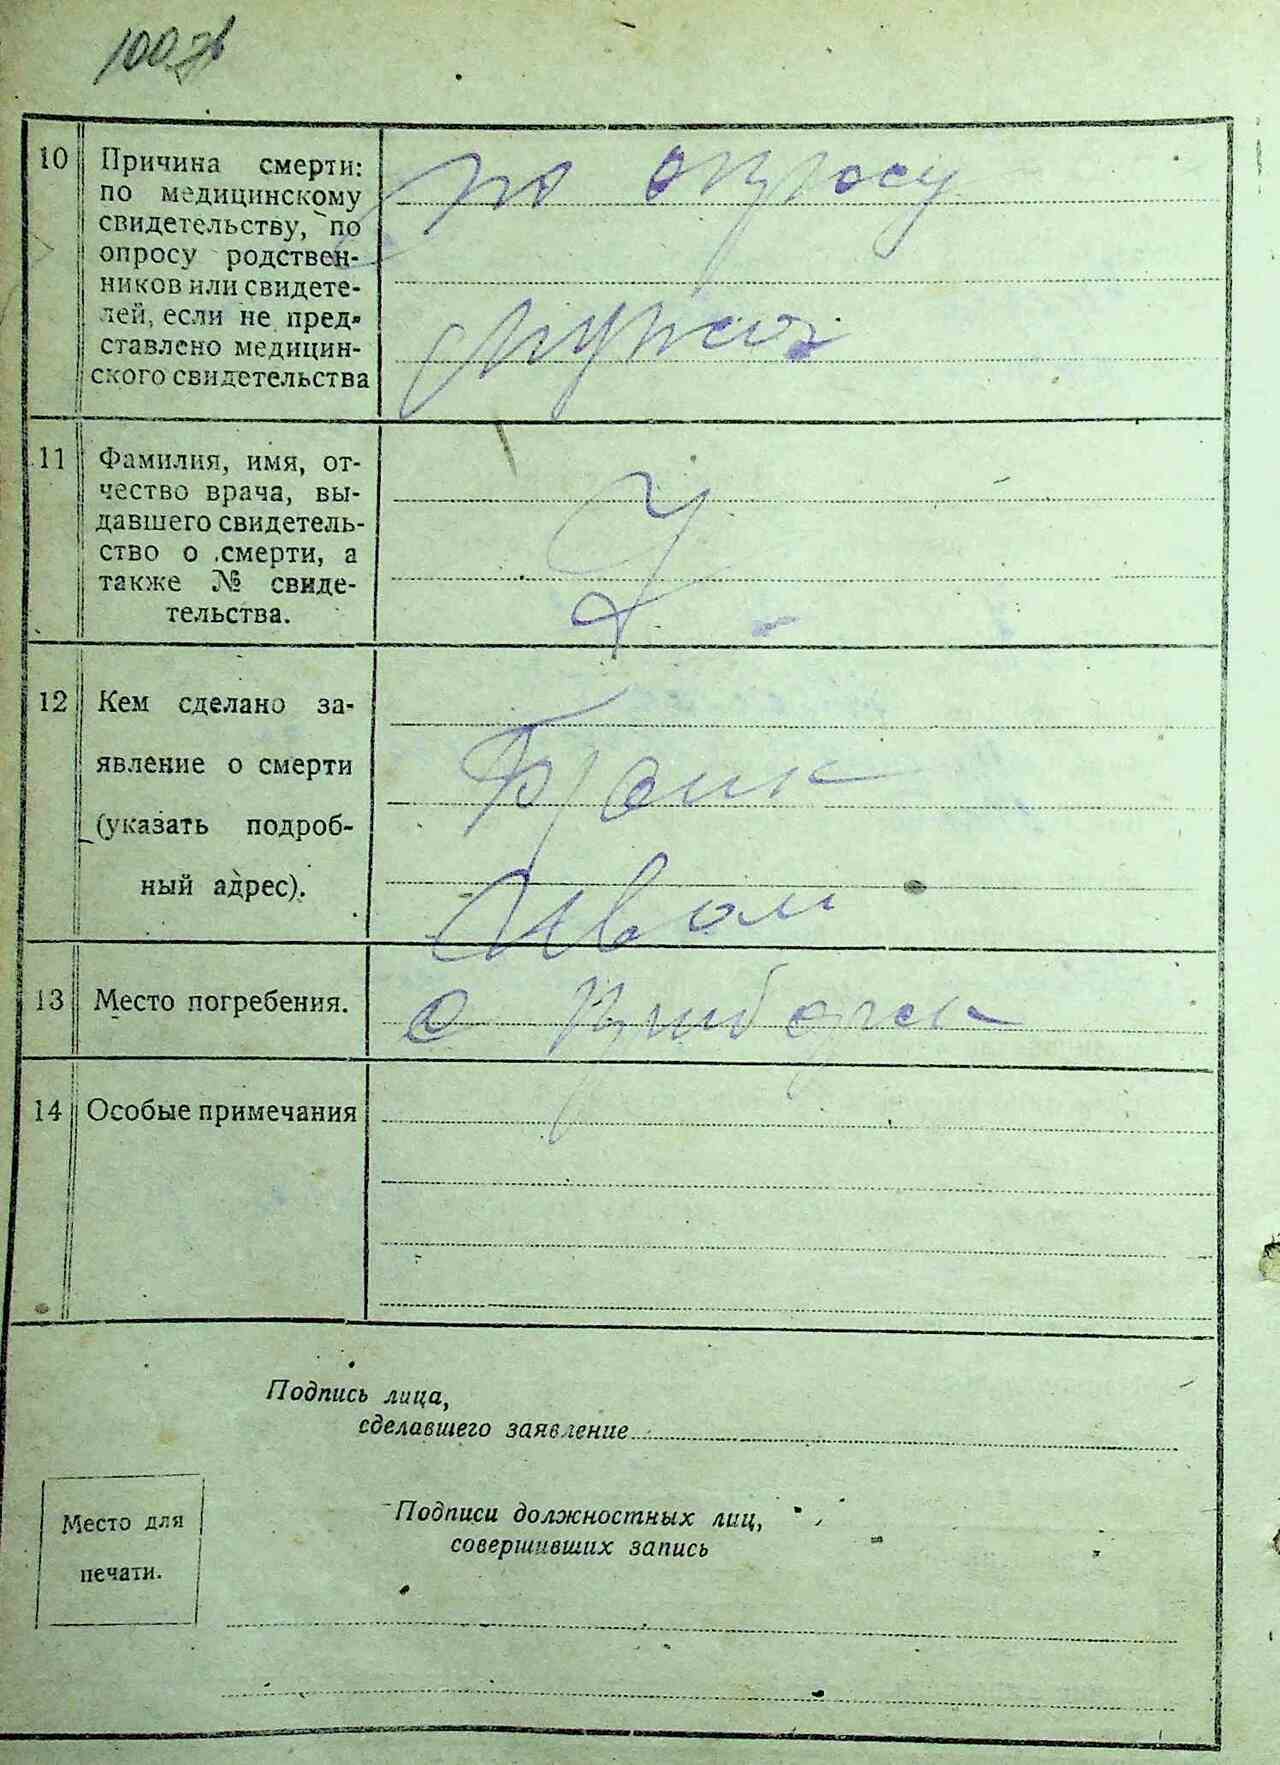 10 Причина смерти: по опросу
по медицинскому
свидетельству, по
опросу родствен-
ников или свидете-
лей, если не пред-
ставлено медицин-
ского свидетельства
мужа
11 Фамилия, имя, от-
чество врача, вы-
давшего свидетель-
ство о смерти, а
также № свиде-
тельства.
12 Кем сделано за-
явление о смерти
(указать подроб-
ный адрес).
Браик
Иван
13 Место погребения. с
14 Особые примечания
Подпись лица,
сделавшего заявление
Место для
печати.
Подписи должностных лиц,
совершивших запись